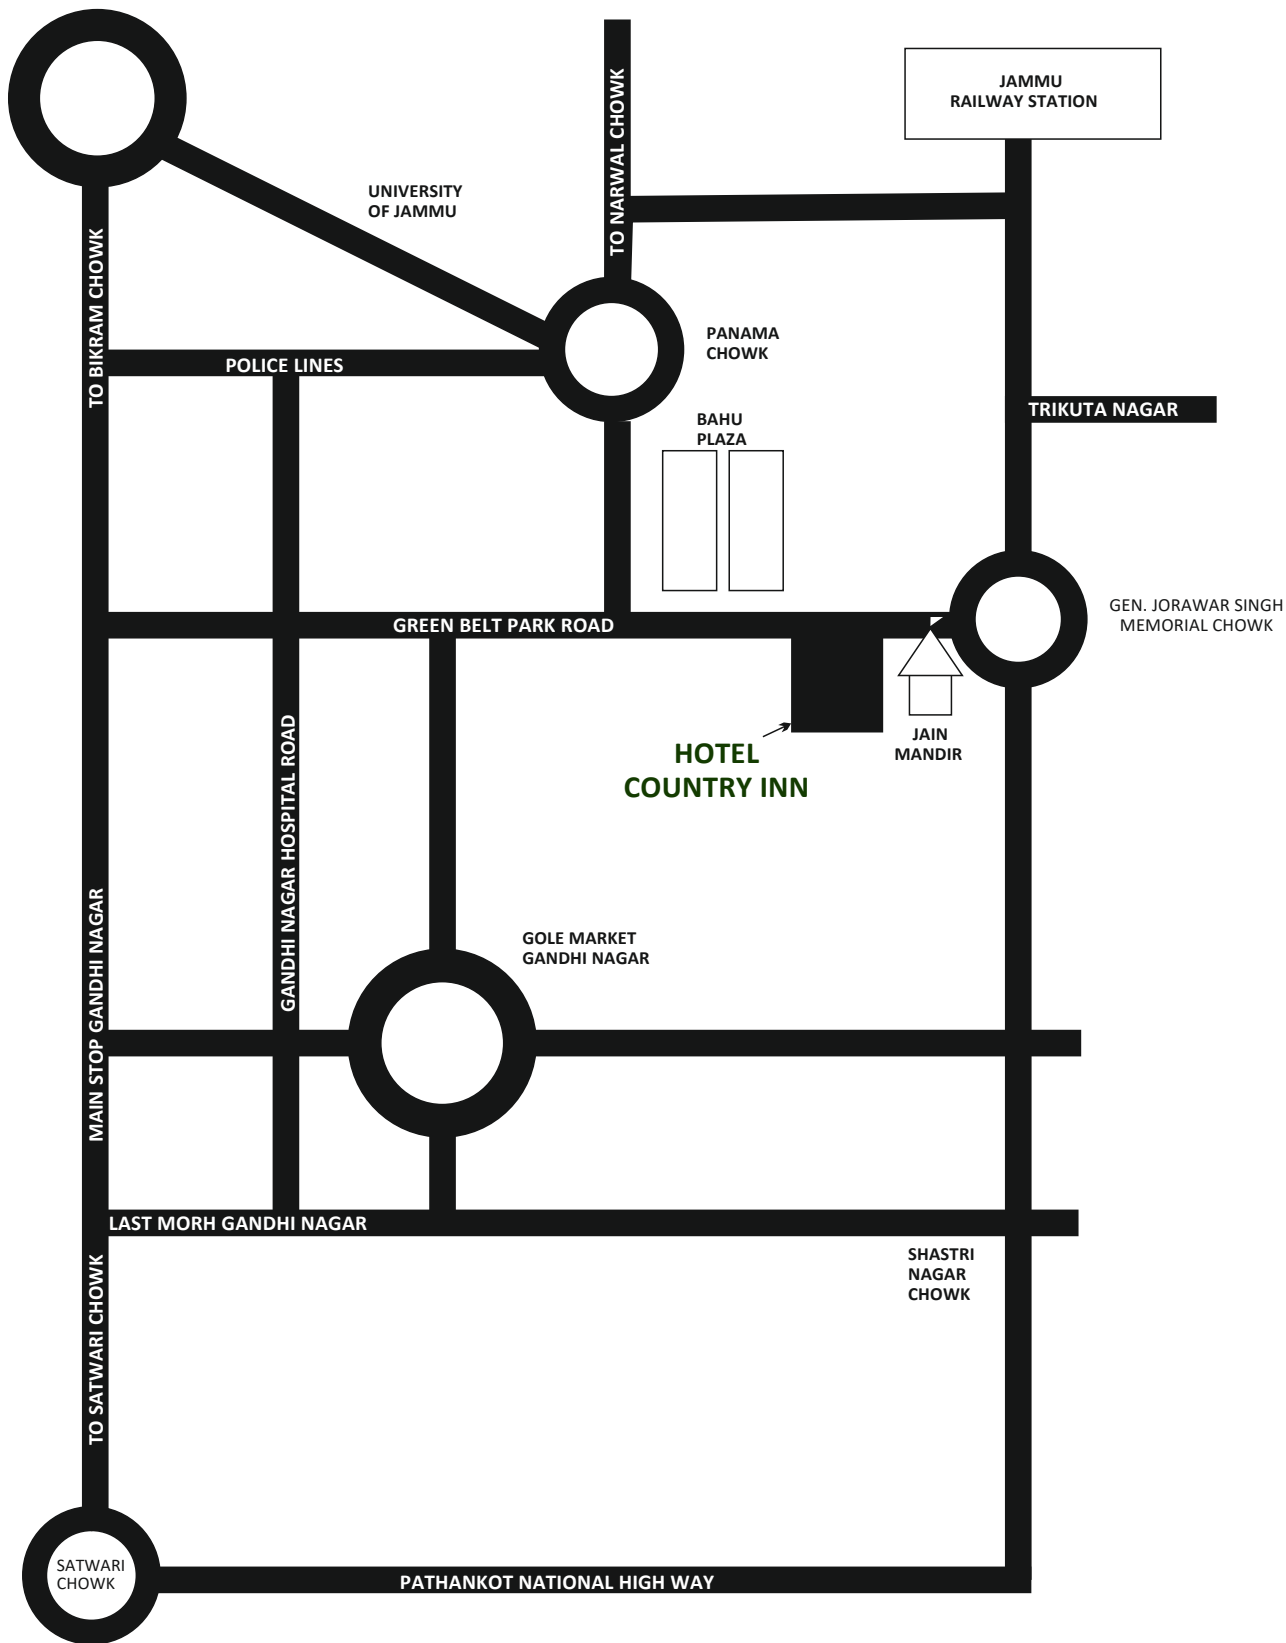 JAMMU
RAILWAY STATION
TO NARWAL CHOWK
UNIVERSITY
OF JAMMU
TO BIKRAM CHOWK
PANAMA
CHOWK
POLICE LINES
TRIKUTA NAGAR
BAHU
PLAZA
GEN. JORAWAR SINGH
MEMORIAL CHOWK
GREEN BELT PARK ROAD
JAIN
MANDIR
HOTEL
COUNTRY INN
GANDHI NAGAR HOSPITAL ROAD
MAIN STOP GANDHI NAGAR
GOLE MARKET
GANDHI NAGAR
LAST MORH GANDHI NAGAR
SHASTRI
NAGAR
CHOWK
TO SATWARI CHOWK
SATWARI
CHOWK
PATHANKOT NATIONAL HIGH WAY